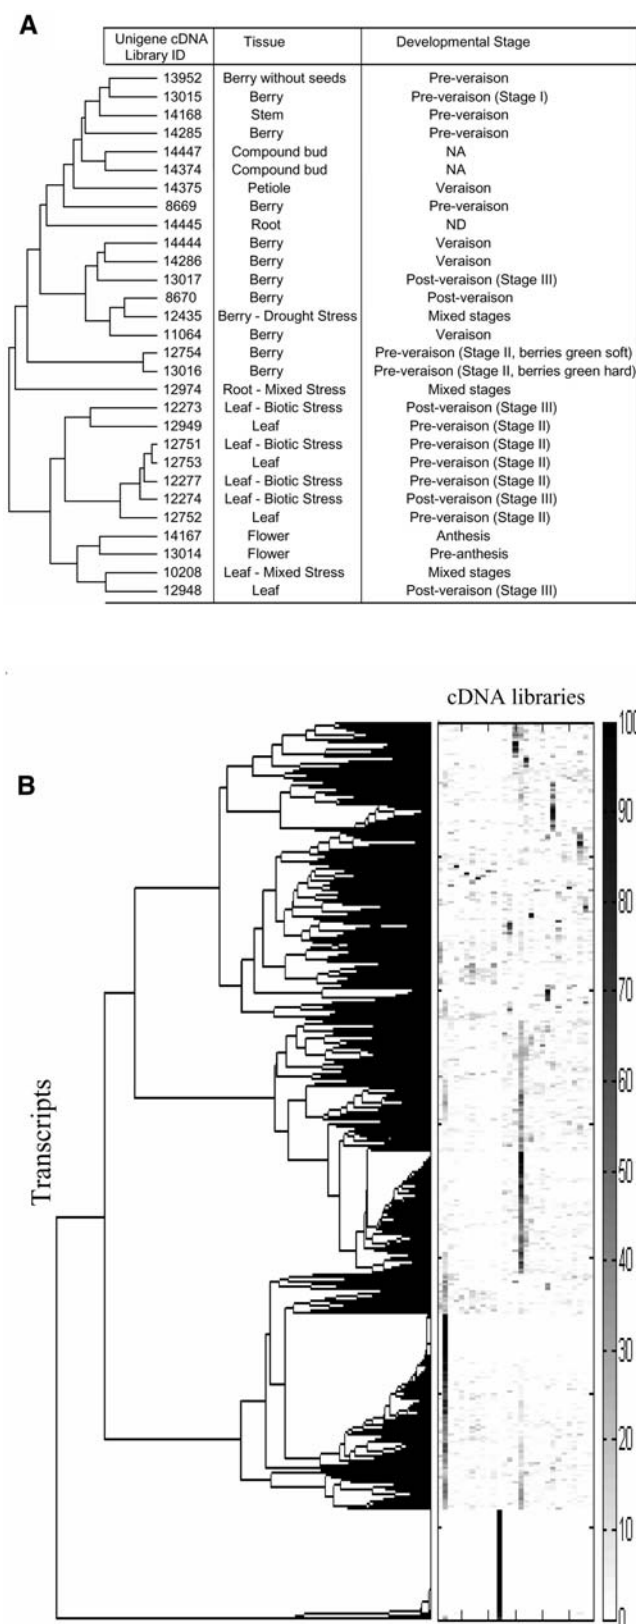 A
Unigene cDNA Library ID Tissue Developmental Stage
13952 Berry without seeds Pre-veraison
13015 Berry Pre-veraison (Stage I)
14168 Stem Pre-veraison
14285 Berry Pre-veraison
14447 Compound bud NA
14374 Compound bud NA
14375 Petiole Veraison
8669 Berry Pre-veraison
14445 Root ND
14444 Berry Veraison
14286 Berry Veraison
13017 Berry Post-veraison (Stage III)
8670 Berry Post-veraison
12435 Berry - Drought Stress Mixed stages
11064 Berry Veraison
12754 Berry Pre-veraison (Stage II, berries green soft)
13016 Berry Pre-veraison (Stage II, berries green hard)
12974 Root - Mixed Stress Mixed stages
12273 Leaf - Biotic Stress Post-veraison (Stage III)
12949 Leaf Pre-veraison (Stage II)
12751 Leaf - Biotic Stress Pre-veraison (Stage II)
12753 Leaf Pre-veraison (Stage II)
12277 Leaf - Biotic Stress Pre-veraison (Stage II)
12274 Leaf - Biotic Stress Post-veraison (Stage III)
12752 Leaf Pre-veraison (Stage II)
14167 Flower Anthesis
13014 Flower Pre-anthesis
10208 Leaf - Mixed Stress Mixed stages
12948 Leaf Post-veraison (Stage III)
B
cDNA libraries
Transcripts
100
90
80
70
60
50
40
30
20
10
0